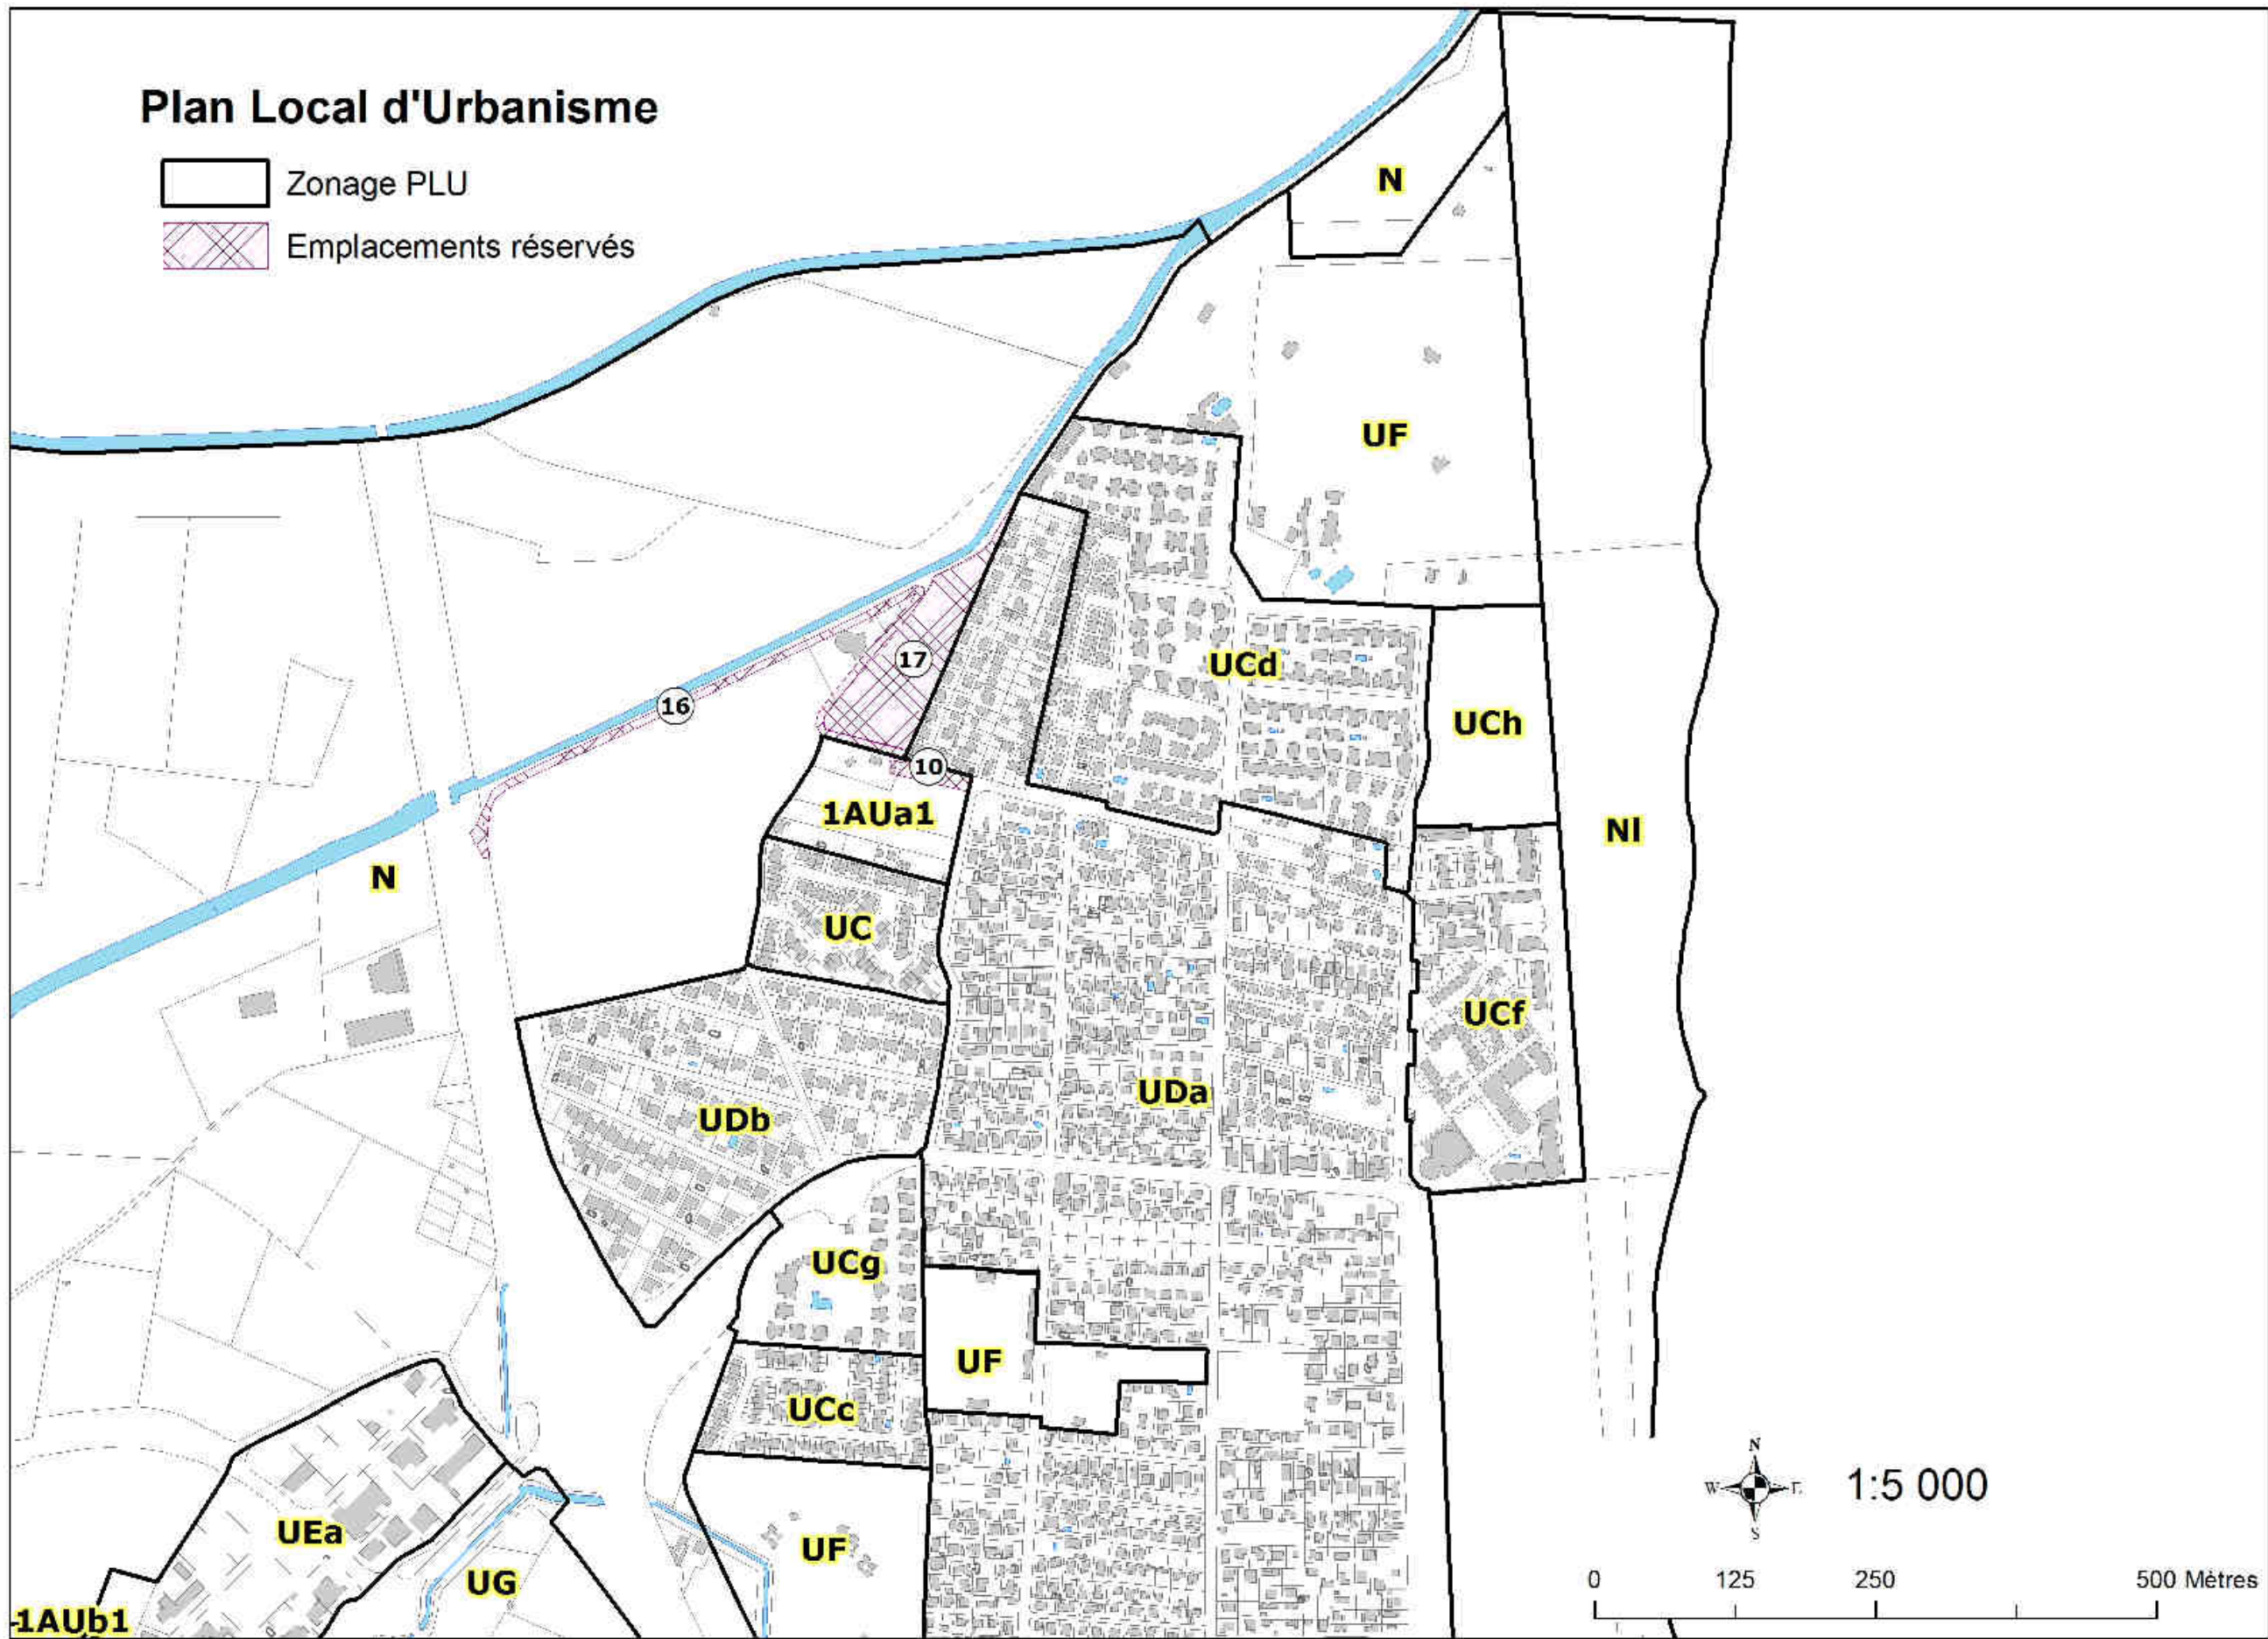 Plan Local d'Urbanisme
Zonage PLU
Emplacements réservés
N
UF
UCd
17
16
UCh
10
1AUa1
Nl
N
UC
UCf
UDa
UDb
UCg
UF
UCc
N
W
E
S
1:5 000
UEa
UF
UG
0 125 250 500 Mètres
1AUb1